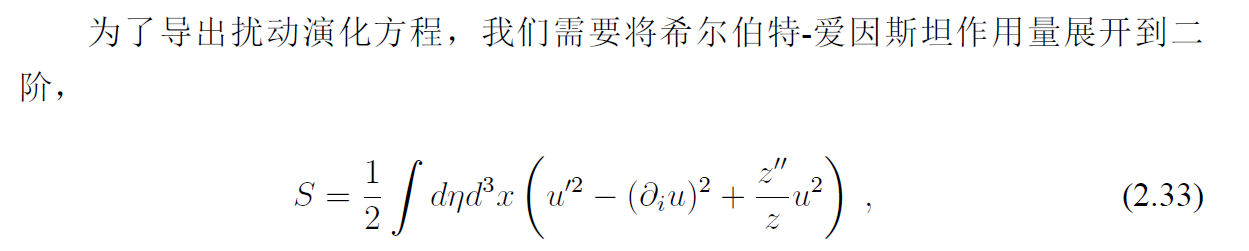 为了导出扰动演化方程，我们需要将希尔伯特-爱因斯坦作用量展开到二
阶，
S = \frac{1}{2} \int dηd^3x \left( u'^2 − (∂_i u)^2 + \frac{z''}{z} u^2 \right) , (2.33)